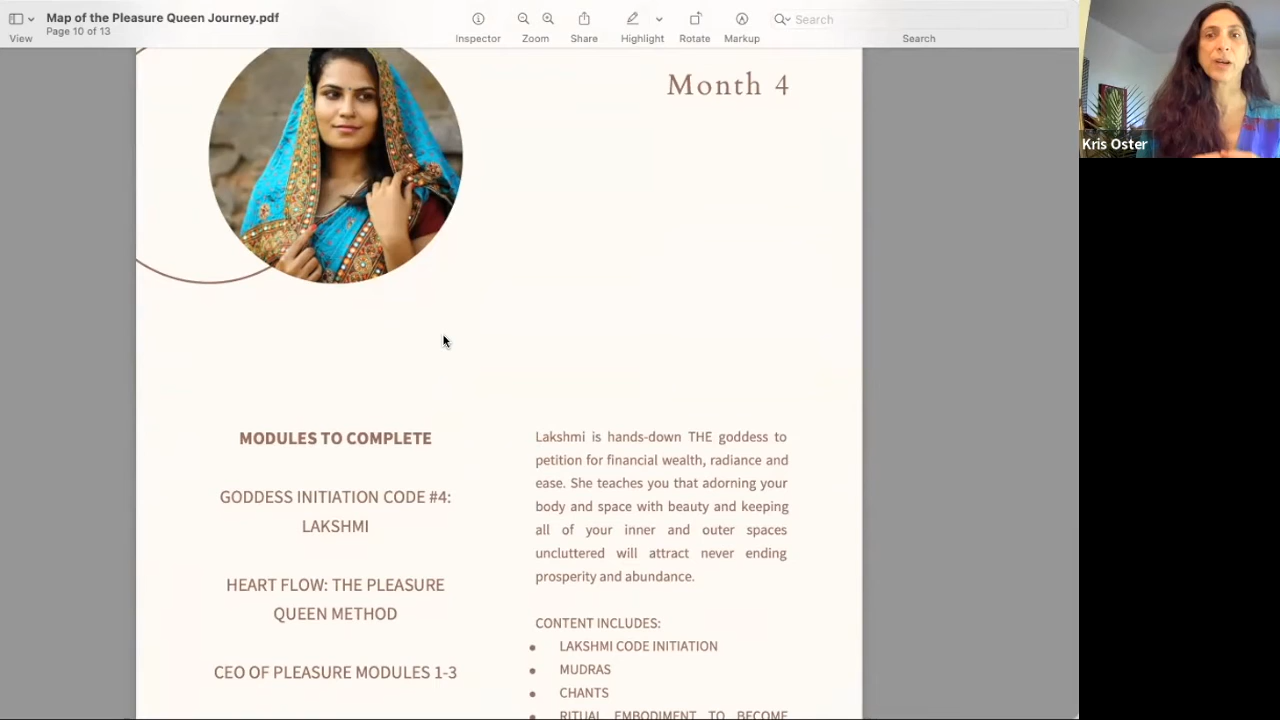 Map of the Pleasure Queen Journey.pdf
Page 10 of 13
View
Inspector
Zoom
Share
Highlight
Rotate
Markup
Search
Search
Kris Oster
Month 4
MODULES TO COMPLETE
GODDESS INITIATION CODE #4:
LAKSHMI
HEART FLOW: THE PLEASURE
QUEEN METHOD
CEO OF PLEASURE MODULES 1-3
Lakshmi is hands-down THE goddess to
petition for financial wealth, radiance and
ease. She teaches you that adorning your
body and space with beauty and keeping
all of your inner and outer spaces
uncluttered will attract never ending
prosperity and abundance.
CONTENT INCLUDES:
• LAKSHMI CODE INITIATION
• MUDRAS
• CHANTS
• RITUAL EMBODIMENT TO BECOME